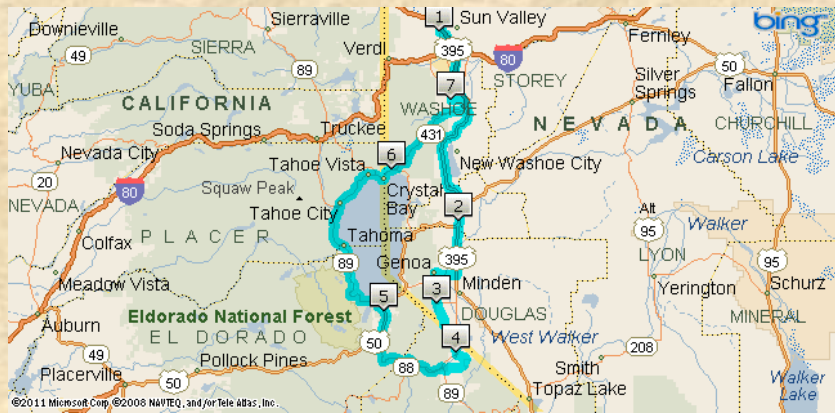 Downieville
Sierraville
1
Sun Valley
bing
49
SIERRA
Verdi
395
Fernley
89
80
YUBA
7
STOREY
Silver
Springs
50
Fallon
CALIFORNIA
WASHOE
Soda Springs
Truckee
431
NEVADA
CHURCHILL
Nevada City
Tahoe Vista
6
New Washoe City
Carson Lake
20
80
Squaw Peak
Crystal
Bay
NEVADA
Tahoe City
2
Alt
95
Walker
Colfax
PLACER
Tahoma
89
Genoa
395
LYON
95
Meadow Vista
3
Minden
Yerington
Schurz
5
DOUGLAS
MINERAL
Auburn
Eldorado National Forest
EL DORADO
50
4
West Walker
49
Pollock Pines
88
208
Placerville
50
89
Smith
Topaz Lake
Walker
Lake
©2011 Microsoft Corp. ©2008 NAVTEQ, and/or Tele Atlas, Inc.